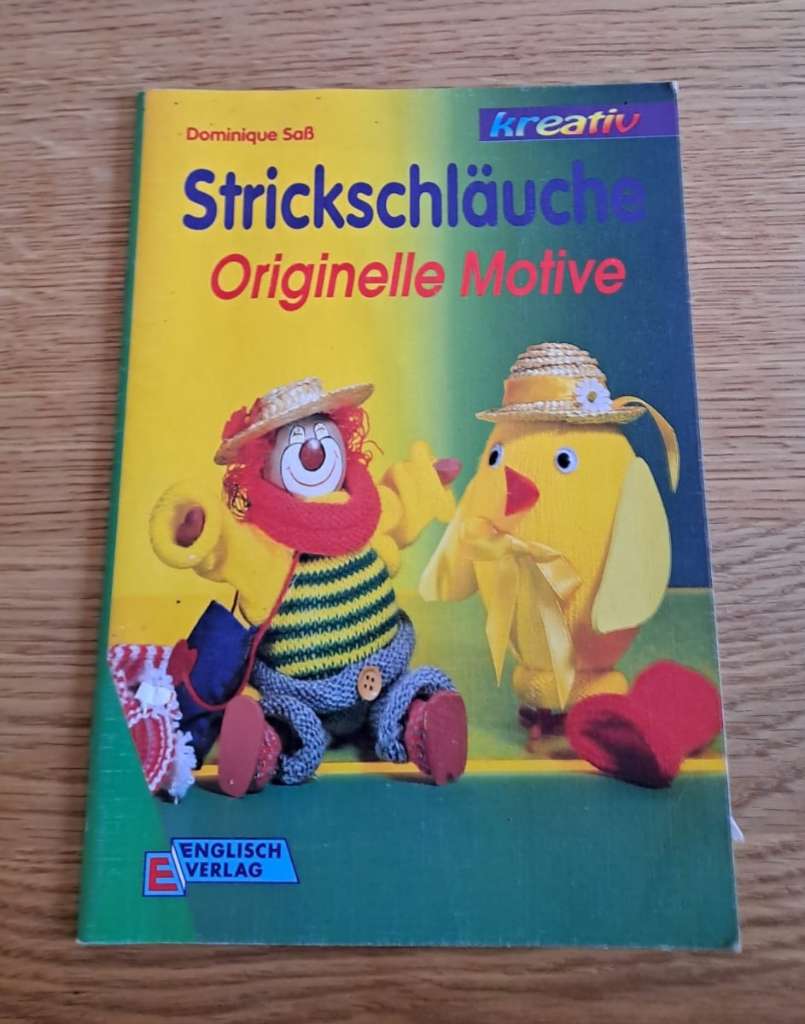 Dominique Saß
kreativ
Strickschläuche
Originelle Motive
E
ENGLISCH
VERLAG